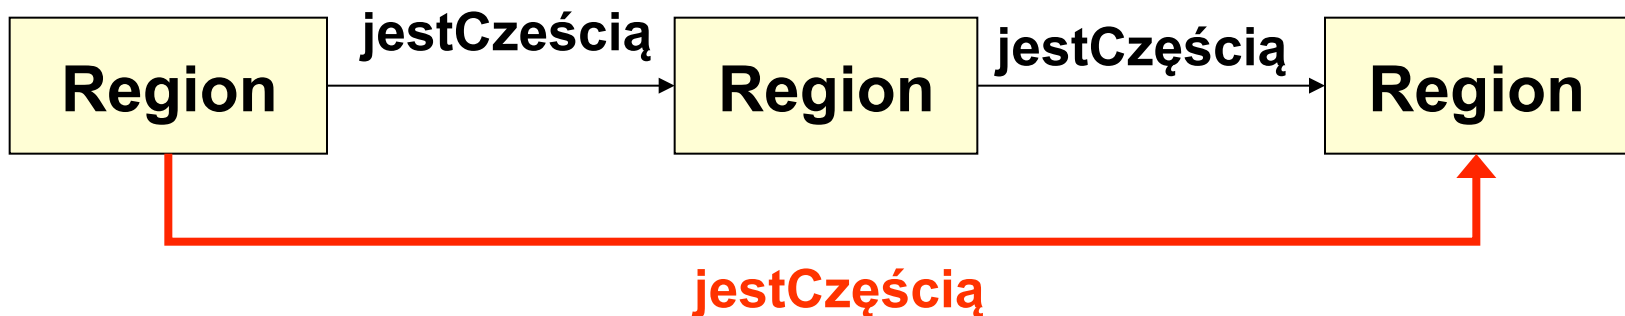 jestCześcią
jestCzęścią
Region
Region
Region
jestCzęścią